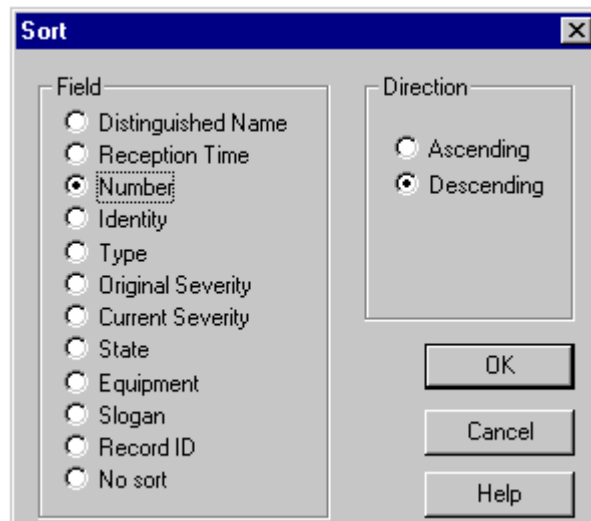 Sort
Field
Distinguished Name
Reception Time
Number
Identity
Type
Original Severity
Current Severity
State
Equipment
Slogan
Record ID
No sort
Direction
Ascending
Descending
OK
Cancel
Help